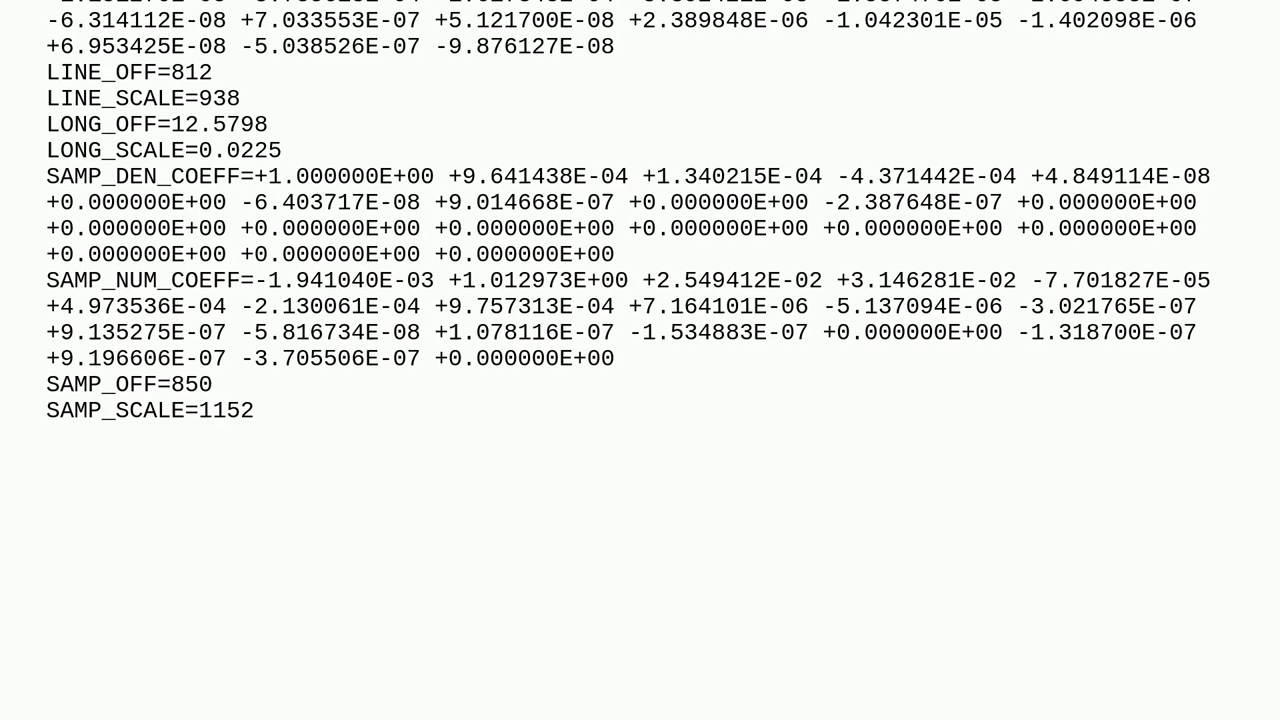 -6.314112E-08 +7.033553E-07 +5.121700E-08 +2.389848E-06 -1.042301E-05 -1.402098E-06
+6.953425E-08 -5.038526E-07 -9.876127E-08
LINE_OFF=812
LINE_SCALE=938
LONG_OFF=12.5798
LONG_SCALE=0.0225
SAMP_DEN_COEFF=+1.000000E+00 +9.641438E-04 +1.340215E-04 -4.371442E-04 +4.849114E-08
+0.000000E+00 -6.403717E-08 +9.014668E-07 +0.000000E+00 -2.387648E-07 +0.000000E+00
+0.000000E+00 +0.000000E+00 +0.000000E+00 +0.000000E+00 +0.000000E+00 +0.000000E+00
+0.000000E+00 +0.000000E+00 +0.000000E+00
SAMP_NUM_COEFF=-1.941040E-03 +1.012973E+00 +2.549412E-02 +3.146281E-02 -7.701827E-05
+4.973536E-04 -2.130061E-04 +9.757313E-04 +7.164101E-06 -5.137094E-06 -3.021765E-07
+9.135275E-07 -5.816734E-08 +1.078116E-07 -1.534883E-07 +0.000000E+00 -1.318700E-07
+9.196606E-07 -3.705506E-07 +0.000000E+00
SAMP_OFF=850
SAMP_SCALE=1152